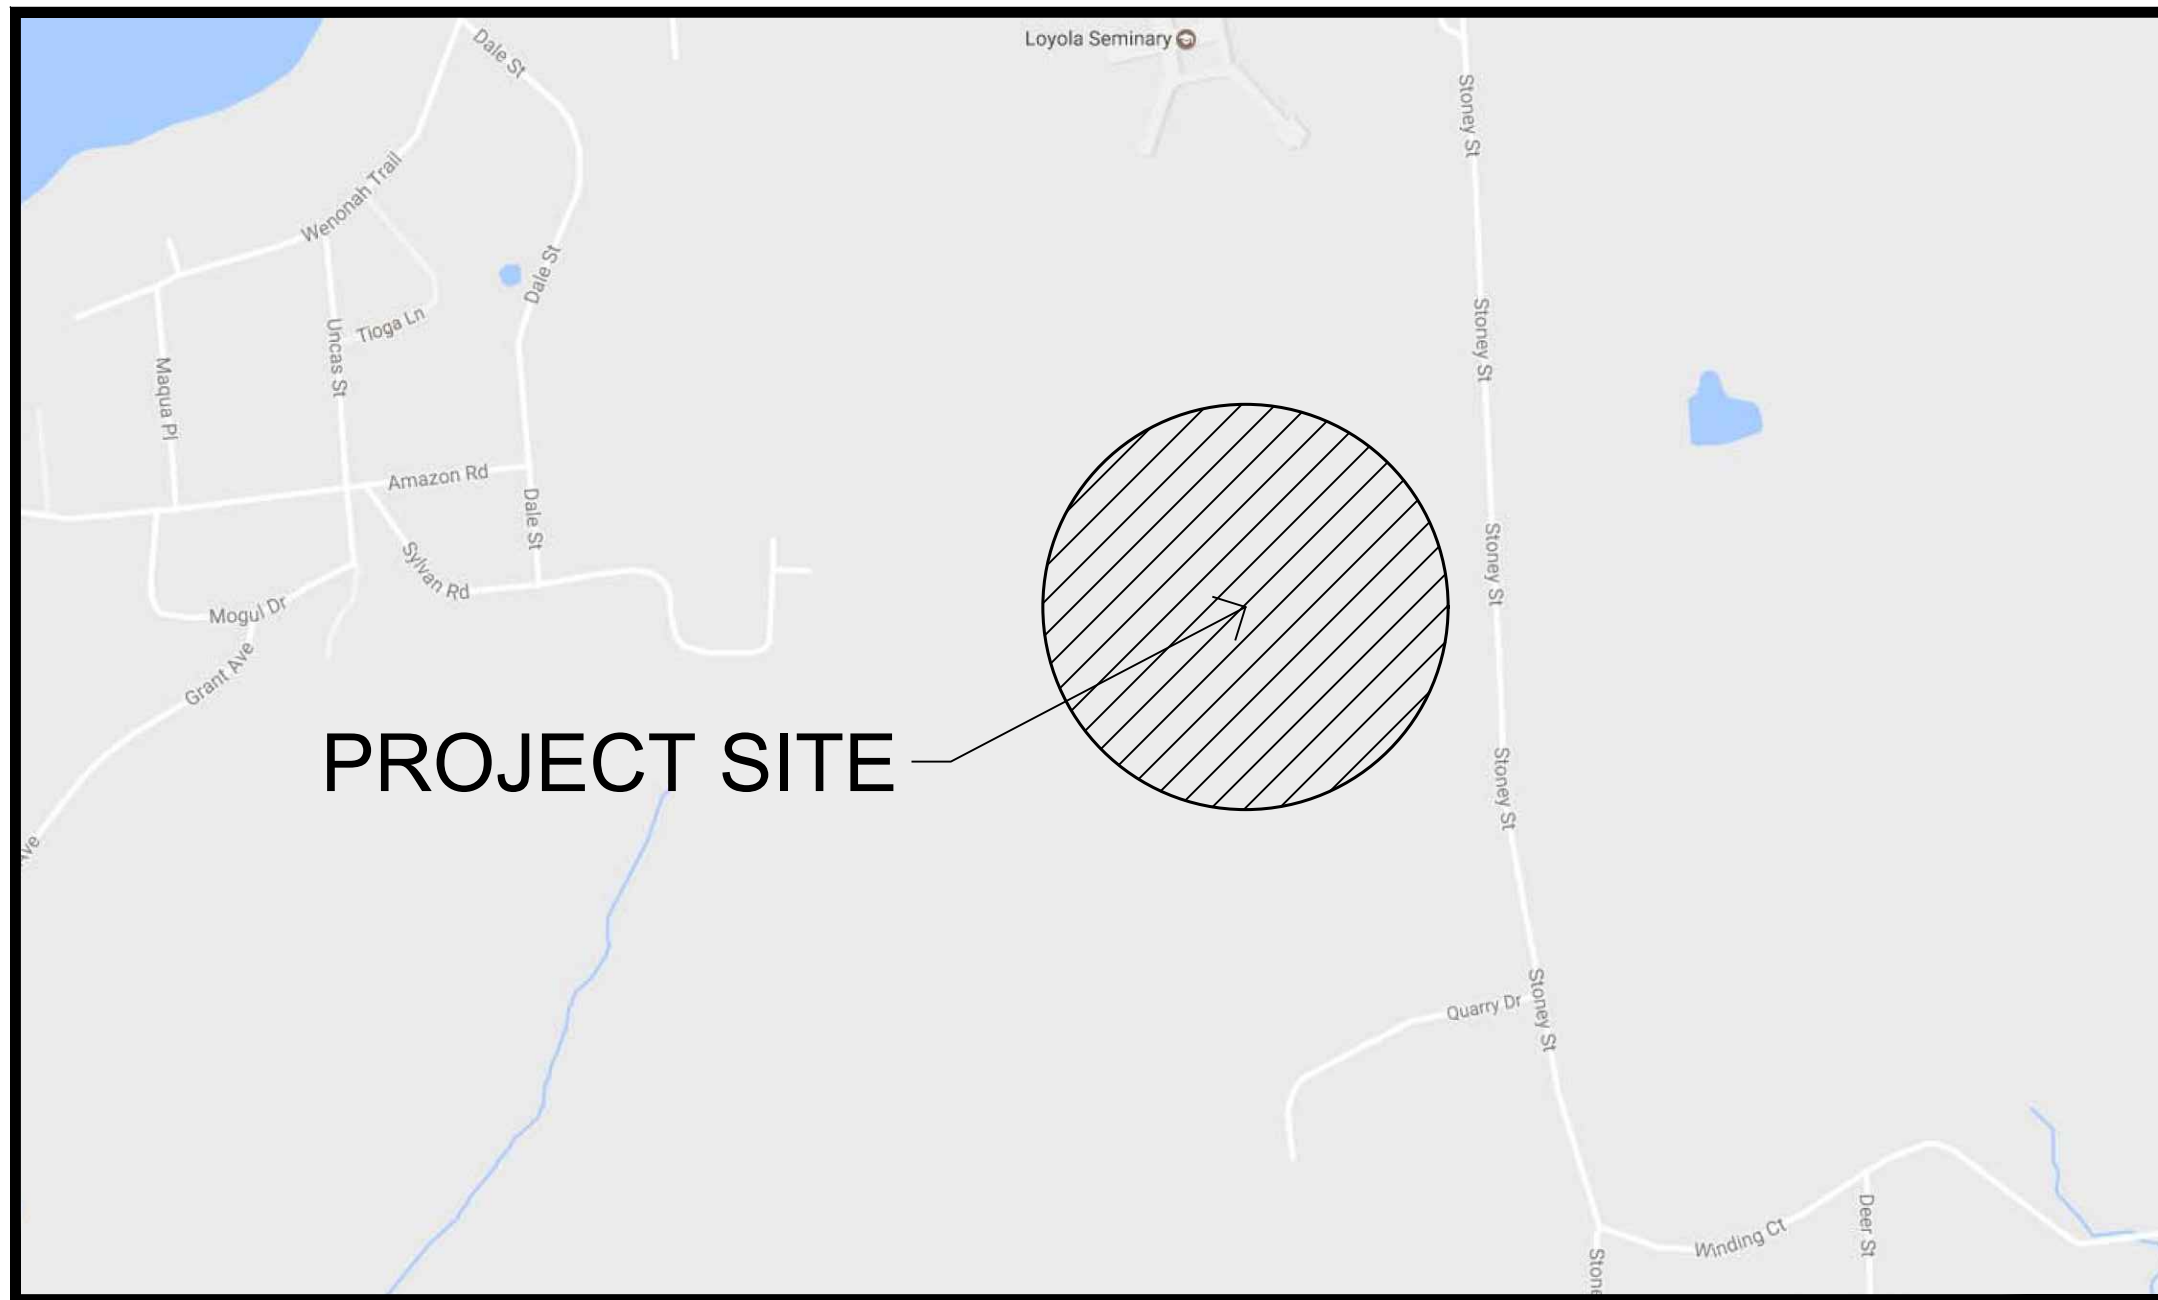 Loyola Seminary
Dale St
Stoney St
Wenonah Trail
Dale St
Tioga Ln
Uncas St
Maqua Pl
Stoney St
Amazon Rd
Dale St
Sylvan Rd
Stoney St
Mogul Dr
Grant Ave
PROJECT SITE
Stoney St
Ave
Quarry Dr
Stoney St
Winding Ct
Deer St
Stone